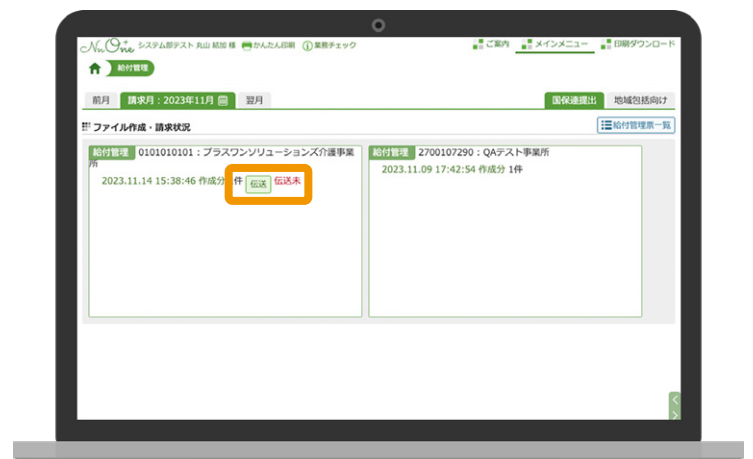 NuOne システム部テスト 丸山 結加 様 かんたん印刷 業務チェック ご案内 メインメニュー 印刷ダウンロード
給付管理
前月 請求月：2023年11月 翌月 国保連提出 地域包括向け
ファイル作成・請求状況 給付管理票一覧
給付管理 0101010101：プラスワンソリューションズ介護事業
所
2023.11.14 15:38:46 作成分 件 伝送 伝送未
給付管理 2700107290：QAテスト事業所
2023.11.09 17:42:54 作成分 1件